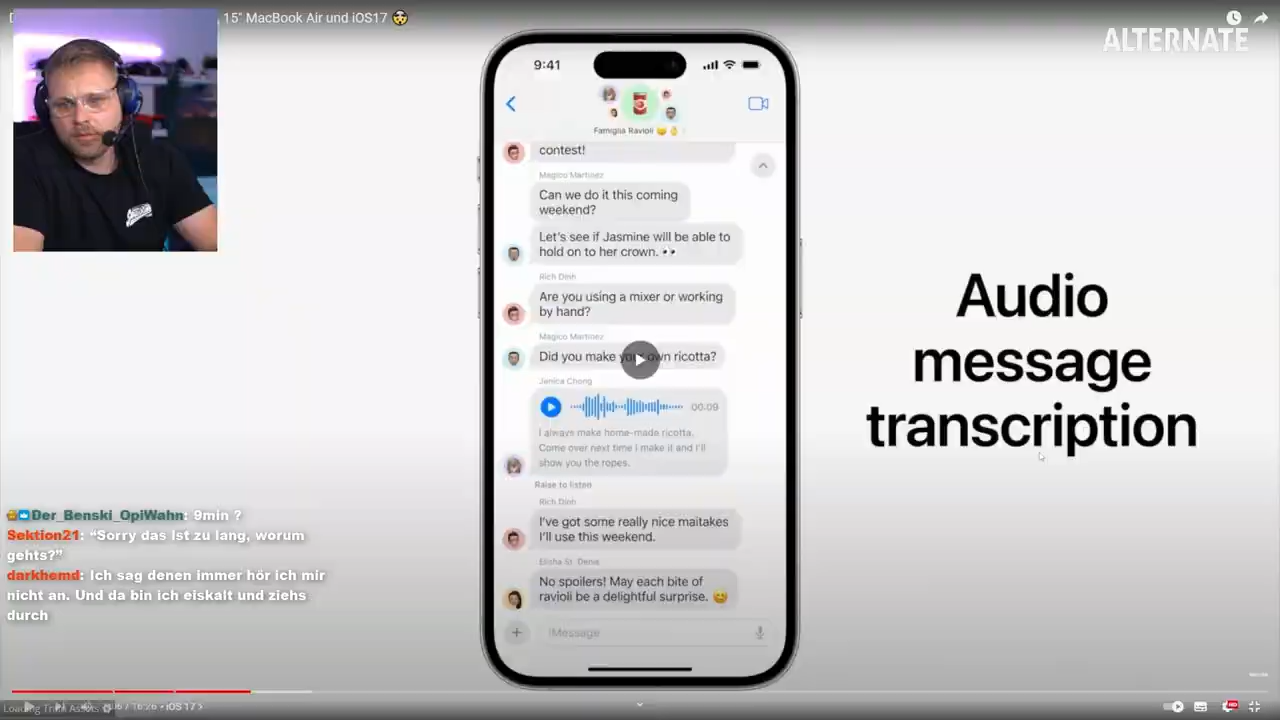 15" MacBook Air und iOS17 🤯
ALTERNATE
9:41
Famiglia Ravioli
contest!
Magico Martinez
Can we do it this coming
weekend?
Let's see if Jasmine will be able to
hold on to her crown. 👀
Rich Dinh
Are you using a mixer or working
by hand?
Magico Martinez
Did you make your own ricotta?
Jenica Chong
00:09
I always make home-made ricotta.
Come over next time I make it and I'll
show you the ropes.
Raise to listen
Rich Dinh
I've got some really nice maitakes
I'll use this weekend.
Elisha St. Denis
No spoilers! May each bite of
ravioli be a delightful surprise. 😊
iMessage
Audio
message
transcription
Der_Benski_OpiWahn: 9min ?
Sektion21: “Sorry das ist zu lang, worum
gehts?”
darkhemd: Ich sag denen immer hör ich mir
nicht an. Und da bin ich eiskalt und ziehs
durch
/ 16:26 • iOS 17 >
HD